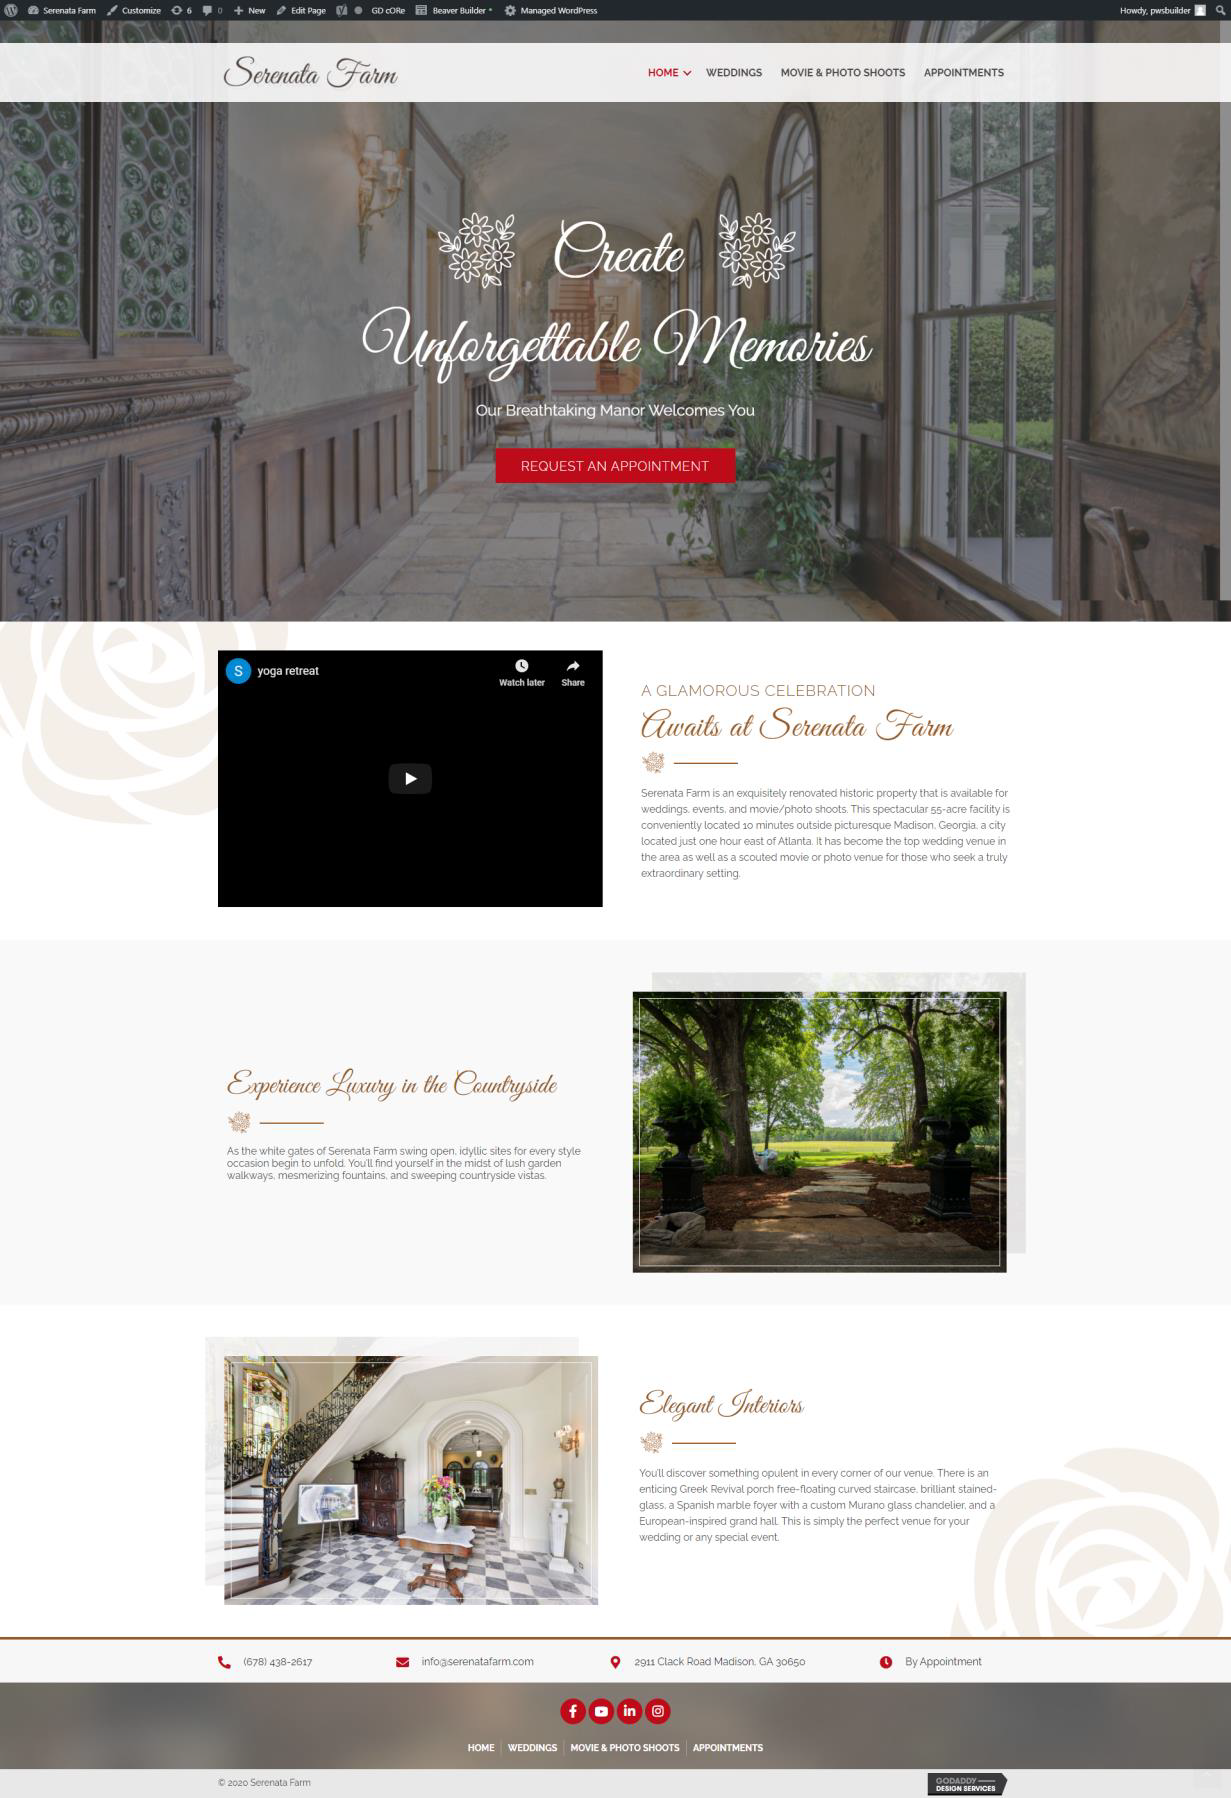 Serenata Farm Customize 6 0 New Edit Page GD cORe Beaver Builder Managed WordPress Howdy, pwsbuilder
Serenata Farm
HOME WEDDINGS MOVIE & PHOTO SHOOTS APPOINTMENTS
Create
Unforgettable Memories
Our Breathtaking Manor Welcomes You
REQUEST AN APPOINTMENT
S yoga retreat
Watch later Share
A GLAMOROUS CELEBRATION
Awaits at Serenata Farm
Serenata Farm is an exquisitely renovated historic property that is available for
weddings, events, and movie/photo shoots. This spectacular 55-acre facility is
conveniently located 10 minutes outside picturesque Madison, Georgia, a city
located just one hour east of Atlanta. It has become the top wedding venue in
the area as well as a scouted movie or photo venue for those who seek a truly
extraordinary setting.
Experience Luxury in the Countryside
As the white gates of Serenata Farm swing open, idyllic sites for every style
occasion begin to unfold. You'll find yourself in the midst of lush garden
walkways, mesmerizing fountains, and sweeping countryside vistas.
Elegant Interiors
You'll discover something opulent in every corner of our venue. There is an
enticing Greek Revival porch free-floating curved staircase, brilliant stained-
glass, a Spanish marble foyer with a custom Murano glass chandelier, and a
European-inspired grand hall. This is simply the perfect venue for your
wedding or any special event.
(678) 438-2617 info@serenatafarm.com 2911 Clack Road Madison, GA 30650 By Appointment
HOME WEDDINGS MOVIE & PHOTO SHOOTS APPOINTMENTS
© 2020 Serenata Farm
GODADDY
DESIGN SERVICES